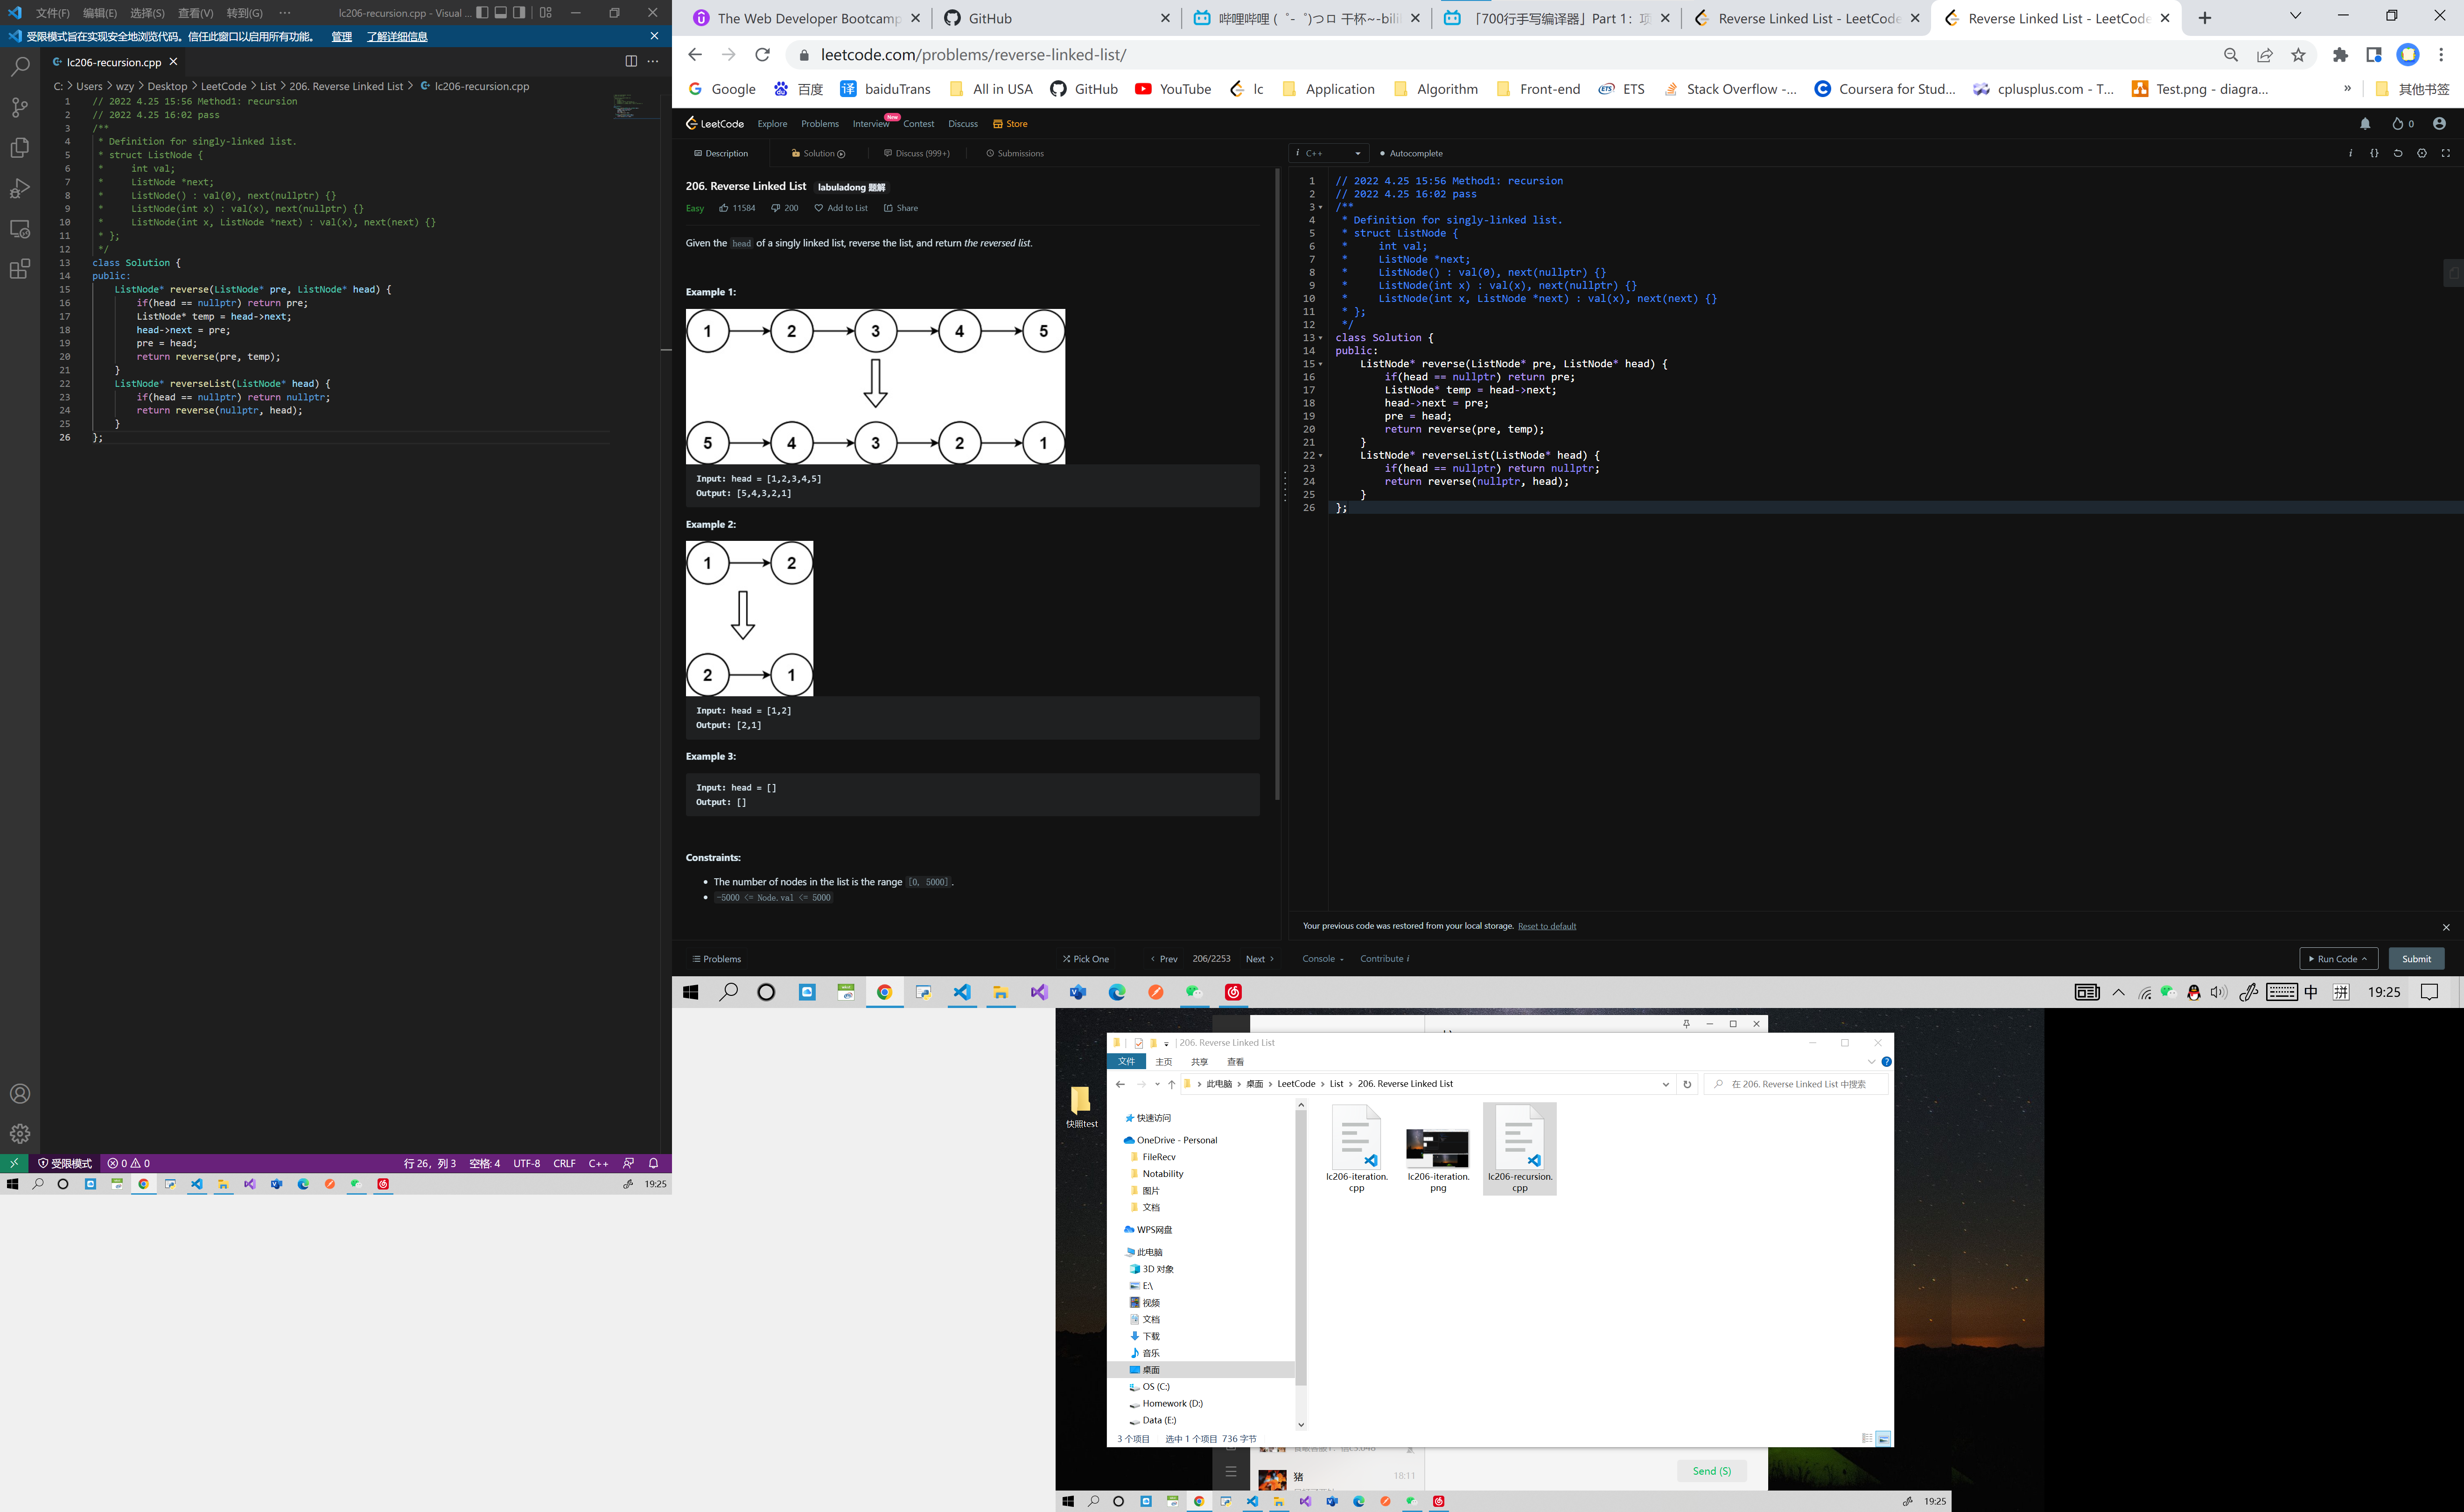 文件(F) 编辑(E) 选择(S) 查看(V) 转到(G) ··· lc206-recursion.cpp - Visual ...
受限模式旨在实现安全地浏览代码。信任此窗口以启用所有功能。 管理 了解详细信息
lc206-recursion.cpp
C: > Users > wzy > Desktop > LeetCode > List > 206. Reverse Linked List > lc206-recursion.cpp
1 // 2022 4.25 15:56 Method1: recursion
2 // 2022 4.25 16:02 pass
3 /**
4 * Definition for singly-linked list.
5 * struct ListNode {
6 * int val;
7 * ListNode *next;
8 * ListNode() : val(0), next(nullptr) {}
9 * ListNode(int x) : val(x), next(nullptr) {}
10 * ListNode(int x, ListNode *next) : val(x), next(next) {}
11 * };
12 */
13 class Solution {
14 public:
15 ListNode* reverse(ListNode* pre, ListNode* head) {
16 if(head == nullptr) return pre;
17 ListNode* temp = head->next;
18 head->next = pre;
19 pre = head;
20 return reverse(pre, temp);
21 }
22 ListNode* reverseList(ListNode* head) {
23 if(head == nullptr) return nullptr;
24 return reverse(nullptr, head);
25 }
26 };
受限模式 0 0 行 26，列 3 空格: 4 UTF-8 CRLF C++
19:25
The Web Developer Bootcamp
GitHub
哔哩哔哩 (゜-゜)つロ 干杯~-bili
「700行手写编译器」Part 1：项
Reverse Linked List - LeetCode
Reverse Linked List - LeetCode
leetcode.com/problems/reverse-linked-list/
Google 百度 baiduTrans All in USA GitHub YouTube lc Application Algorithm Front-end ETS Stack Overflow -... Coursera for Stud... cplusplus.com - T... Test.png - diagra... » 其他书签
LeetCode Explore Problems Interview New Contest Discuss Store 0
Description Solution Discuss (999+) Submissions
206. Reverse Linked List labuladong 题解
Easy 11584 200 Add to List Share
Given the head of a singly linked list, reverse the list, and return the reversed list.
Example 1:
1 2 3 4 5
5 4 3 2 1
Input: head = [1,2,3,4,5]
Output: [5,4,3,2,1]
Example 2:
1 2
2 1
Input: head = [1,2]
Output: [2,1]
Example 3:
Input: head = []
Output: []
Constraints:
• The number of nodes in the list is the range [0, 5000].
• -5000 <= Node.val <= 5000
Problems Pick One Prev 206/2253 Next
i C++ Autocomplete
1 // 2022 4.25 15:56 Method1: recursion
2 // 2022 4.25 16:02 pass
3 /**
4 * Definition for singly-linked list.
5 * struct ListNode {
6 * int val;
7 * ListNode *next;
8 * ListNode() : val(0), next(nullptr) {}
9 * ListNode(int x) : val(x), next(nullptr) {}
10 * ListNode(int x, ListNode *next) : val(x), next(next) {}
11 * };
12 */
13 class Solution {
14 public:
15 ListNode* reverse(ListNode* pre, ListNode* head) {
16 if(head == nullptr) return pre;
17 ListNode* temp = head->next;
18 head->next = pre;
19 pre = head;
20 return reverse(pre, temp);
21 }
22 ListNode* reverseList(ListNode* head) {
23 if(head == nullptr) return nullptr;
24 return reverse(nullptr, head);
25 }
26 };
Your previous code was restored from your local storage. Reset to default
Console Contribute i Run Code Submit
中 拼 19:25
快照test
206. Reverse Linked List
文件 主页 共享 查看
此电脑 > 桌面 > LeetCode > List > 206. Reverse Linked List
在 206. Reverse Linked List 中搜索
快速访问
OneDrive - Personal
FileRecv
Notability
图片
文档
WPS网盘
此电脑
3D 对象
E:\
视频
文档
下载
音乐
桌面
OS (C:)
Homework (D:)
Data (E:)
lc206-iteration.cpp
lc206-iteration.png
lc206-recursion.cpp
3 个项目 选中 1 个项目 736 字节
猪 18:11
Send (S)
19:25